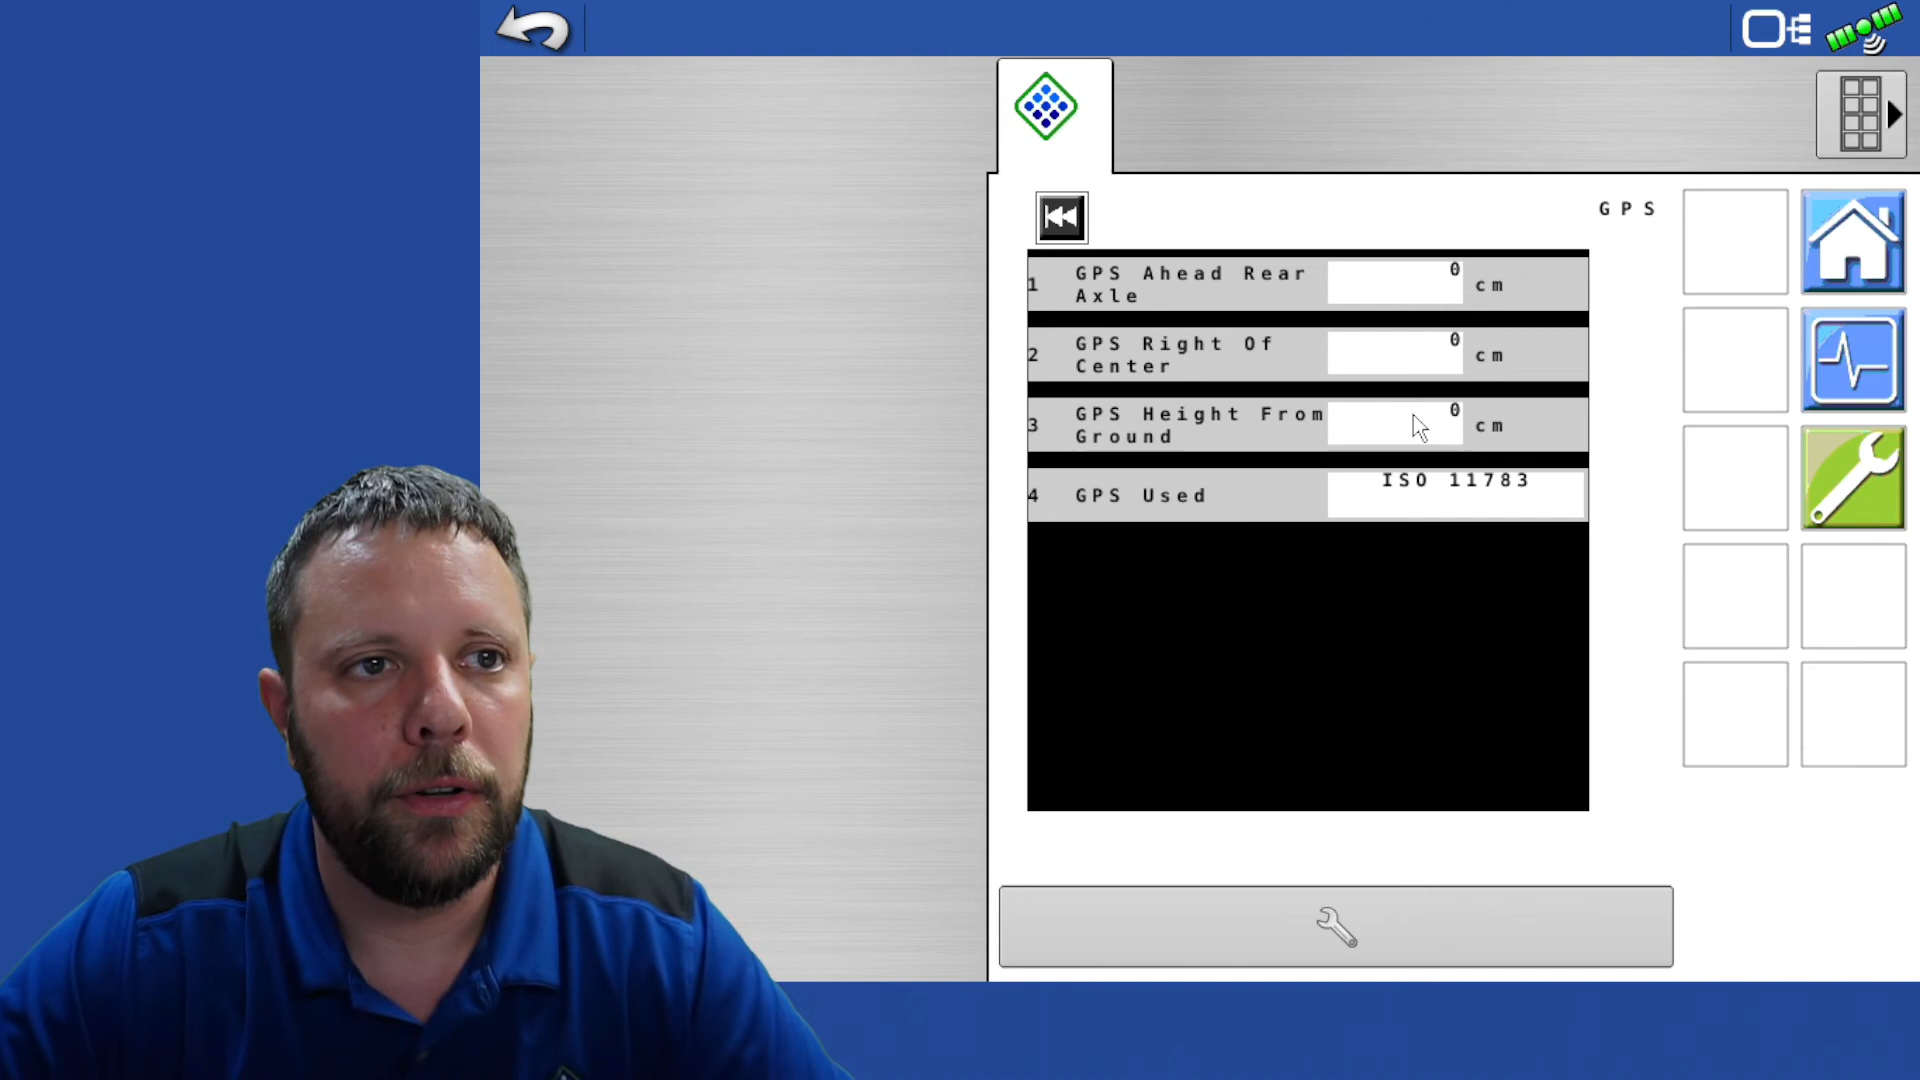 GPS
1 GPS Ahead Rear Axle 0 cm
2 GPS Right Of Center 0 cm
3 GPS Height From Ground 0 cm
4 GPS Used ISO 11783